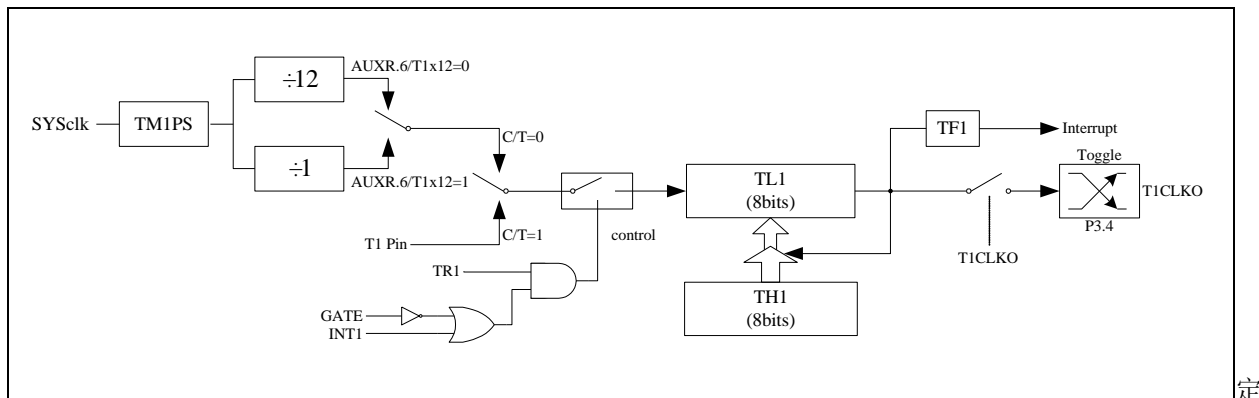 ÷12
AUXR.6/T1x12=0
SYSclk
TM1PS
C/T=0
÷1
AUXR.6/T1x12=1
T1 Pin
C/T=1
control
TR1
GATE
INT1
TL1
(8bits)
TH1
(8bits)
TF1
Interrupt
Toggle
T1CLKO
P3.4
T1CLKO
定